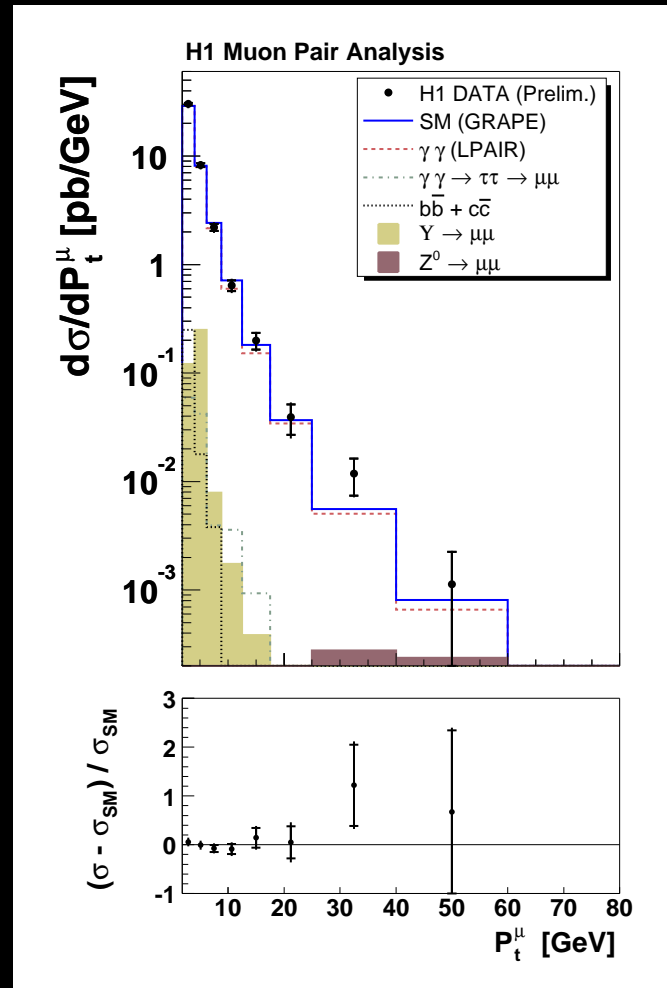 H1 Muon Pair Analysis
dσ/dP_t^μ [pb/GeV]
10
1
10^-1
10^-2
10^-3
H1 DATA (Prelim.)
SM (GRAPE)
γ γ (LPAIR)
γ γ → ττ → μμ
bb̅ + cc̅
Υ → μμ
Z^0 → μμ
(σ - σ_SM) / σ_SM
3
2
1
0
-1
10 20 30 40 50 60 70 80
P_t^μ [GeV]